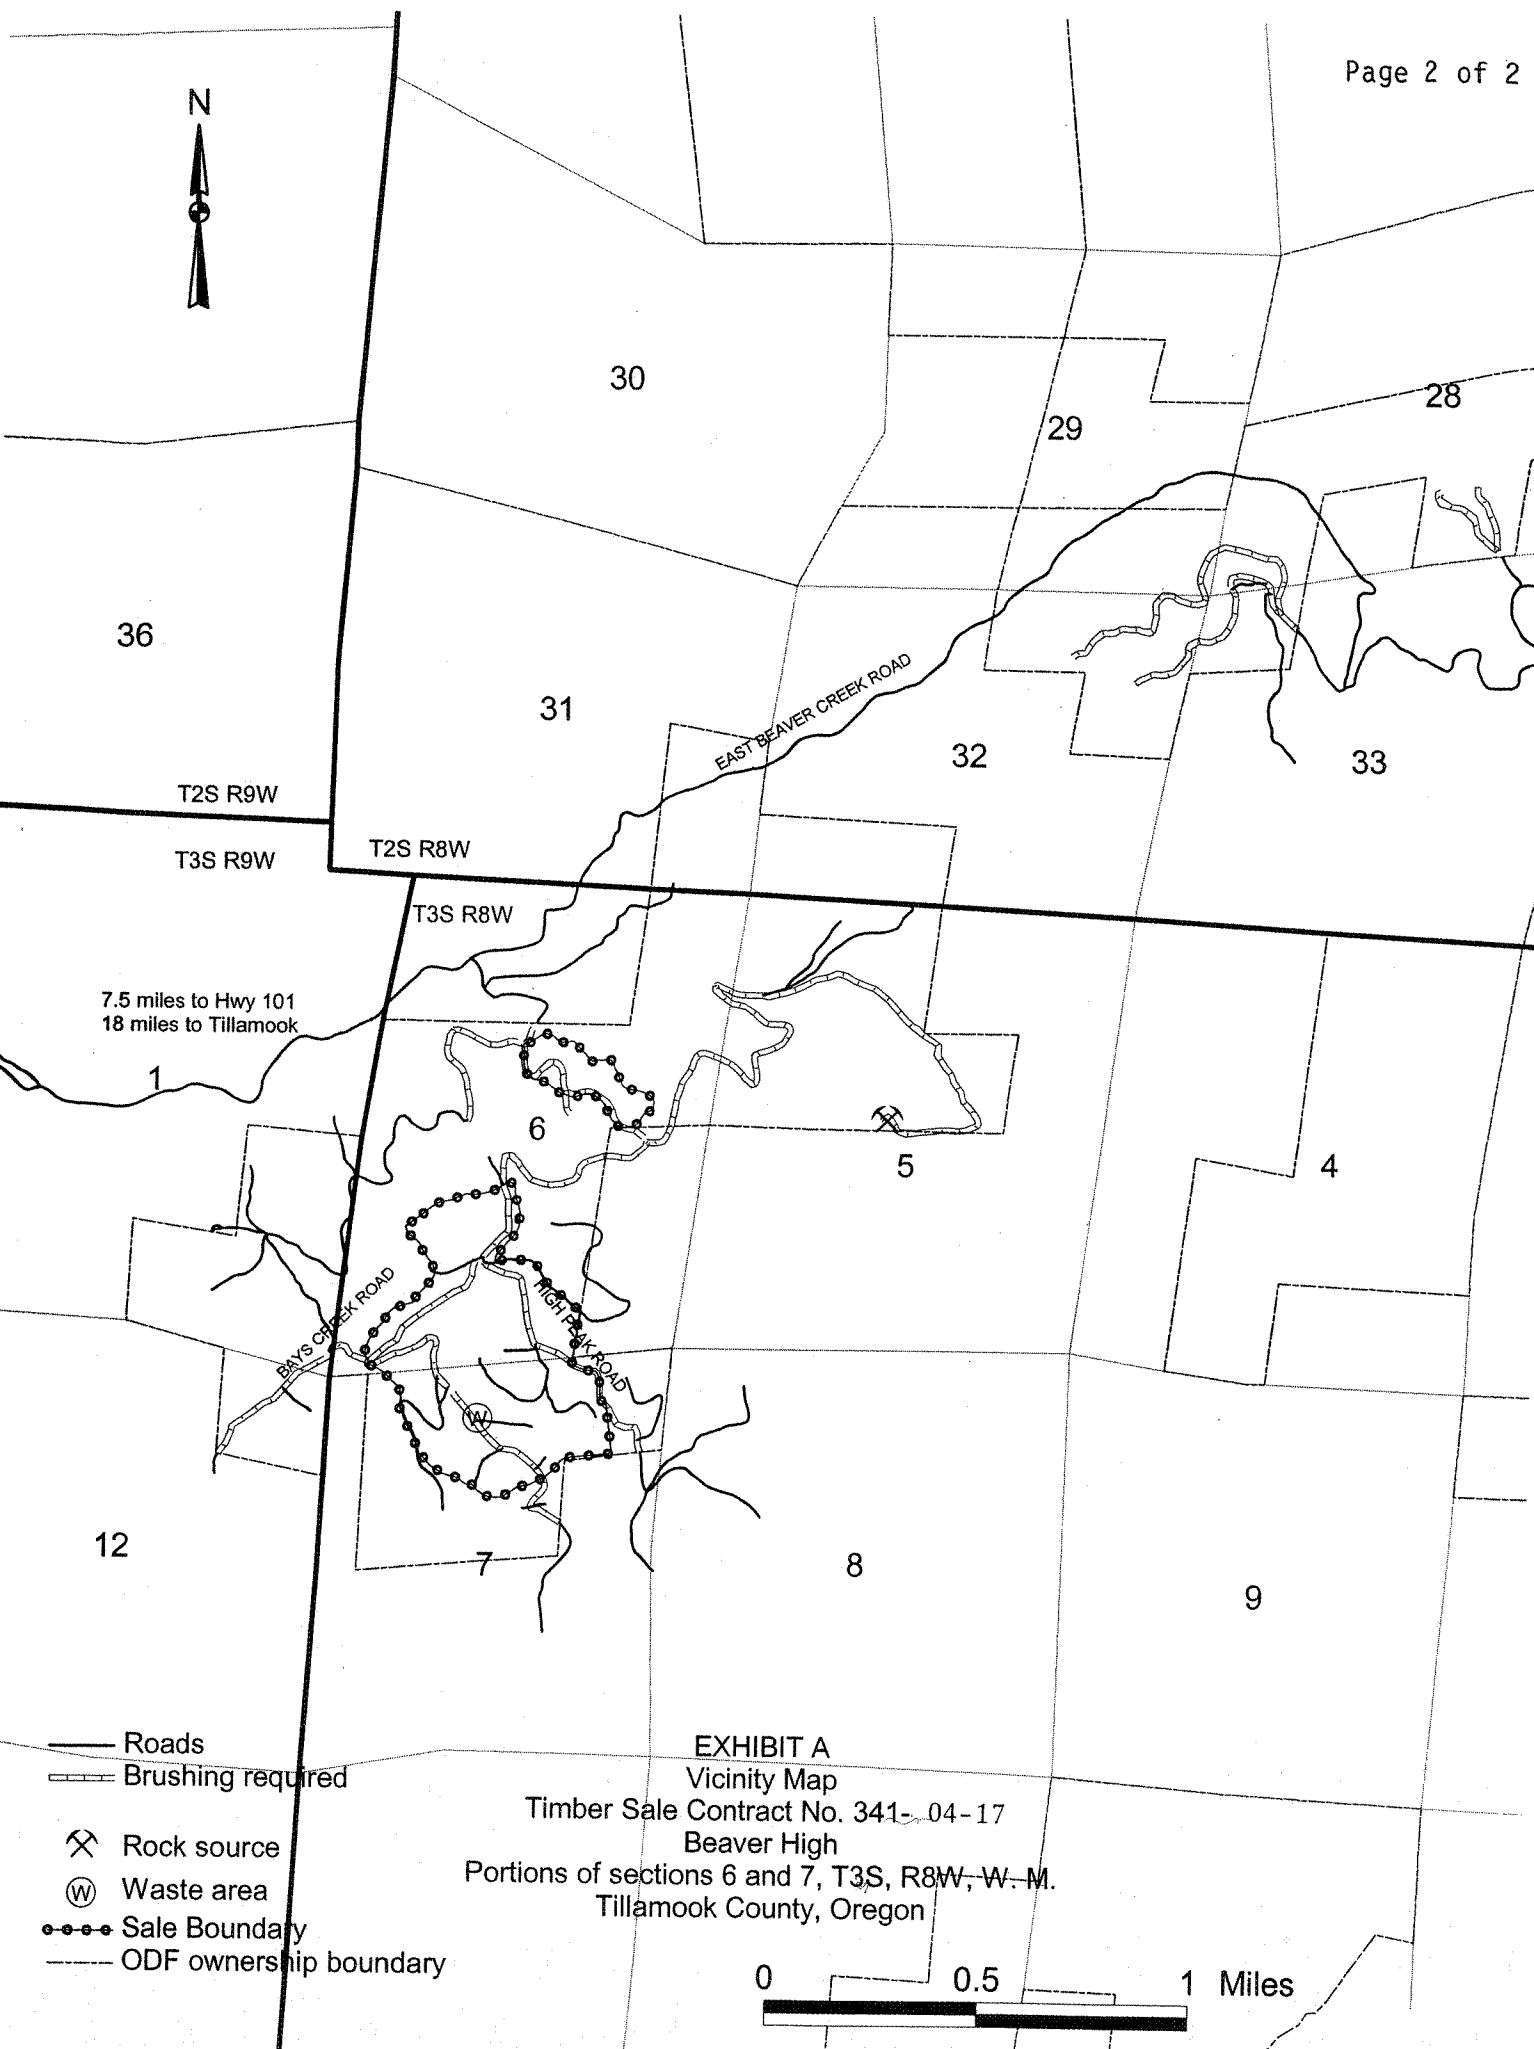 Page 2 of 2
N
30
28
29
36
31
EAST BEAVER CREEK ROAD
32
33
T2S R9W
T3S R9W
T2S R8W
T3S R8W
7.5 miles to Hwy 101
18 miles to Tillamook
1
6
5
4
BAYS CREEK ROAD
HIGH PEAK ROAD
W
12
7
8
9
Roads
Brushing required
Rock source
W Waste area
Sale Boundary
ODF ownership boundary
EXHIBIT A
Vicinity Map
Timber Sale Contract No. 341- 04-17
Beaver High
Portions of sections 6 and 7, T3S, R8W, W. M.
Tillamook County, Oregon
0 0.5 1 Miles